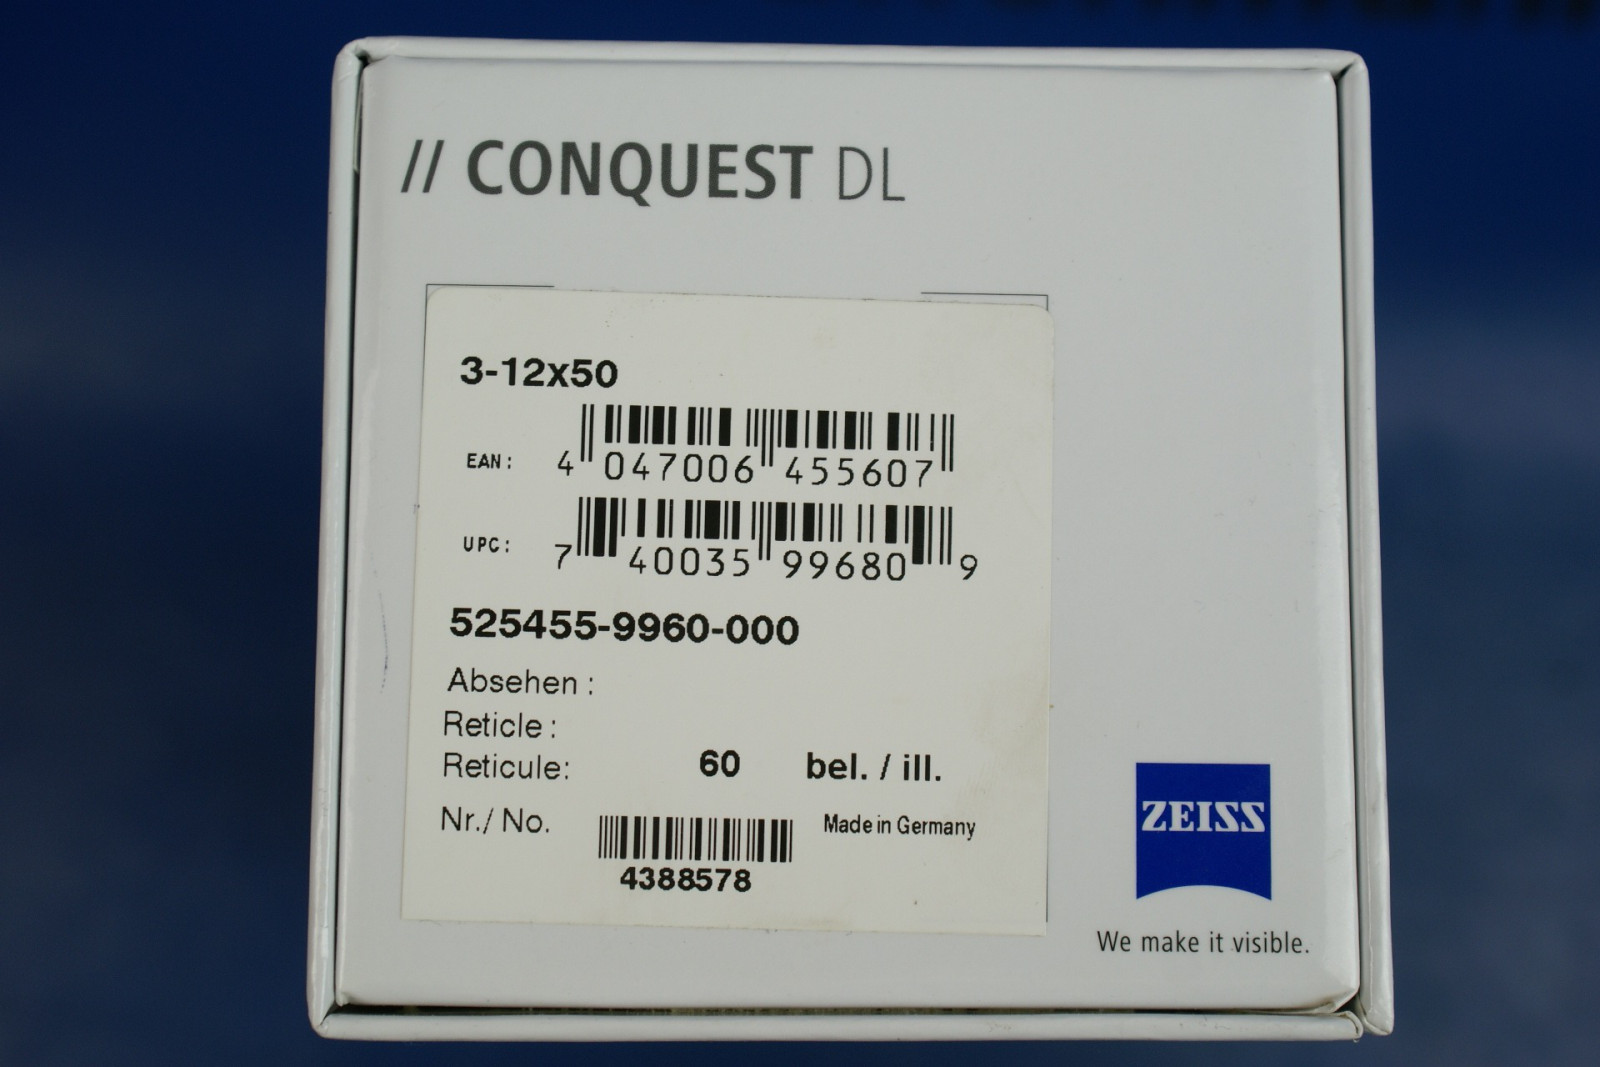 // CONQUEST DL
3-12x50
EAN: 4 047006 455607
UPC: 7 40035 99680 9
525455-9960-000
Absehen :
Reticle :
Reticule: 60 bel. / ill.
Nr./ No. Made in Germany
4388578
ZEISS
We make it visible.